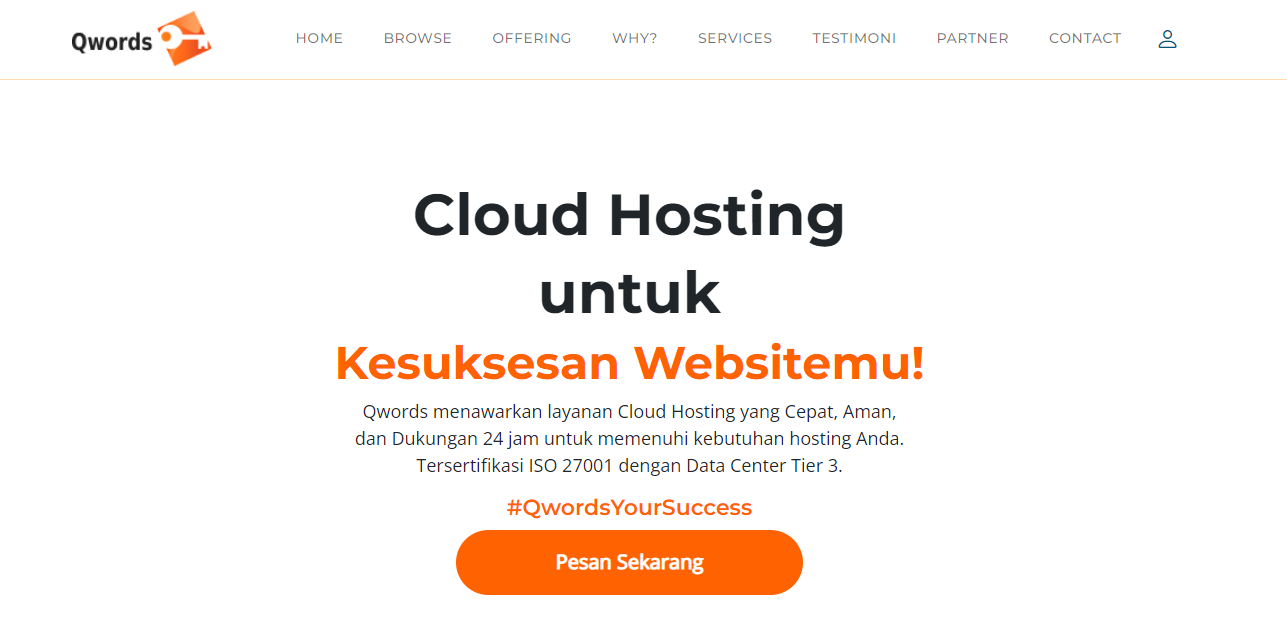 Qwords
HOME BROWSE OFFERING WHY? SERVICES TESTIMONI PARTNER CONTACT
Cloud Hosting
untuk
Kesuksesan Websitemu!
Qwords menawarkan layanan Cloud Hosting yang Cepat, Aman,
dan Dukungan 24 jam untuk memenuhi kebutuhan hosting Anda.
Tersertifikasi ISO 27001 dengan Data Center Tier 3.
#QwordsYourSuccess
Pesan Sekarang